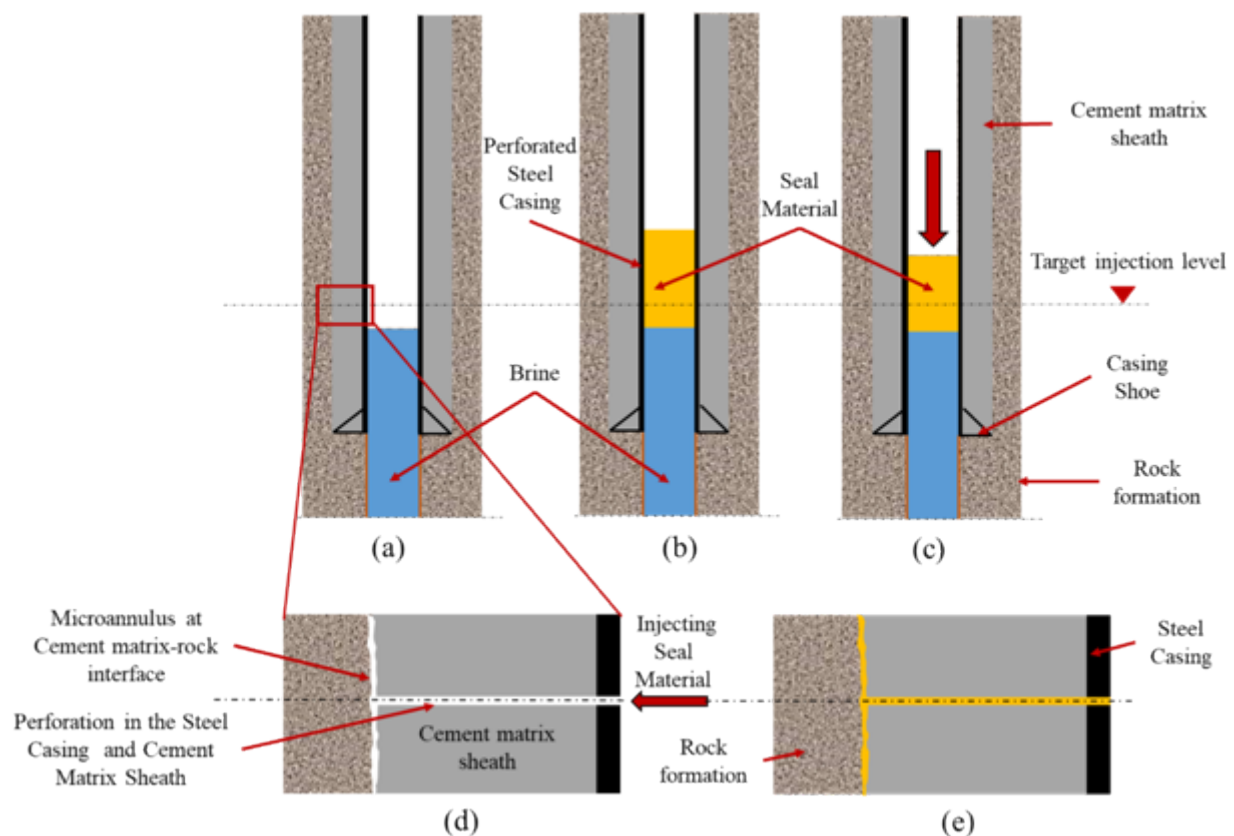 Cement matrix
sheath
Perforated
Steel
Casing
Seal
Material
Target injection level
Brine
Casing
Shoe
Rock
formation
(a)
(b)
(c)
Microannulus at
Cement matrix-rock
interface
Injecting
Seal
Material
Steel
Casing
Perforation in the Steel
Casing and Cement
Matrix Sheath
Cement matrix
sheath
Rock
formation
(d)
(e)